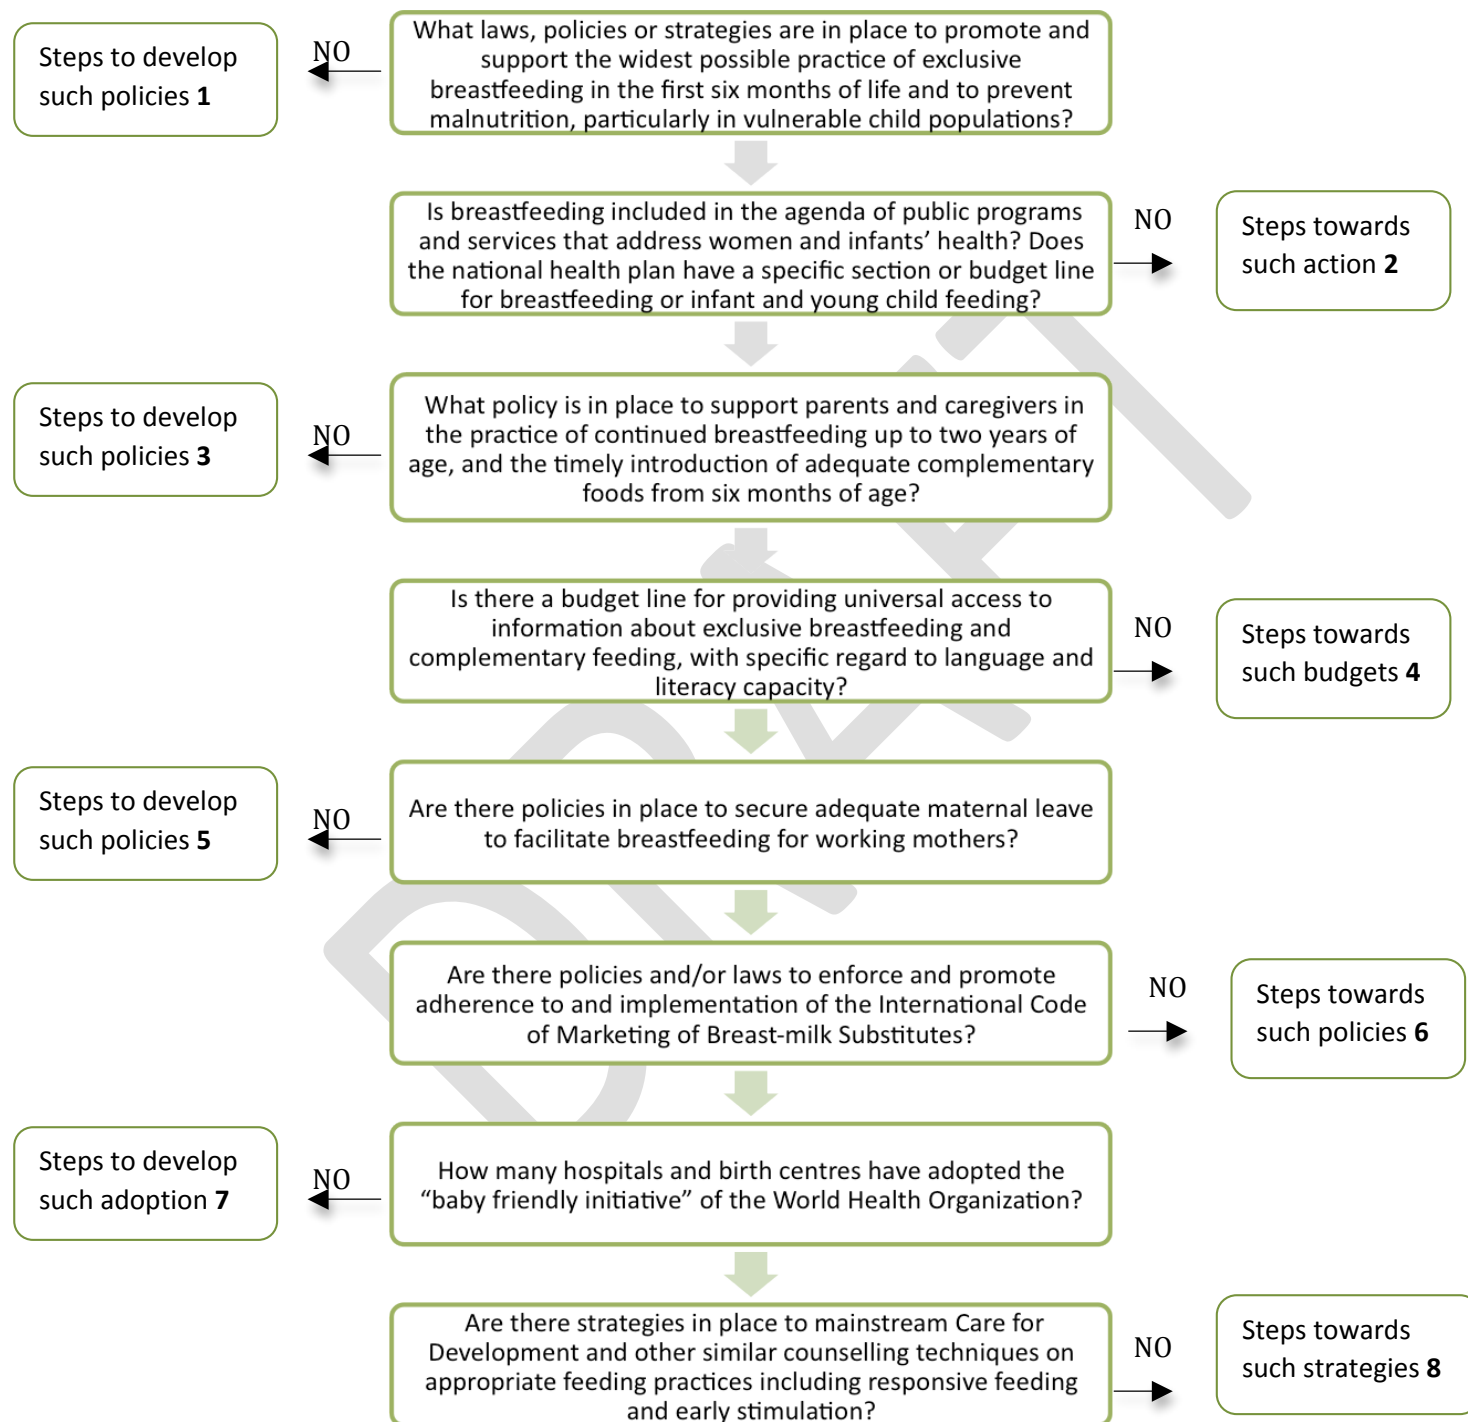 What laws, policies or strategies are in place to promote and
support the widest possible practice of exclusive
breastfeeding in the first six months of life and to prevent
malnutrition, particularly in vulnerable child populations?
NO
Steps to develop
such policies 1
Is breastfeeding included in the agenda of public programs
and services that address women and infants’ health? Does
the national health plan have a specific section or budget line
for breastfeeding or infant and young child feeding?
NO
Steps towards
such action 2
What policy is in place to support parents and caregivers in
the practice of continued breastfeeding up to two years of
age, and the timely introduction of adequate complementary
foods from six months of age?
NO
Steps to develop
such policies 3
Is there a budget line for providing universal access to
information about exclusive breastfeeding and
complementary feeding, with specific regard to language and
literacy capacity?
NO
Steps towards
such budgets 4
Are there policies in place to secure adequate maternal leave
to facilitate breastfeeding for working mothers?
NO
Steps to develop
such policies 5
Are there policies and/or laws to enforce and promote
adherence to and implementation of the International Code
of Marketing of Breast-milk Substitutes?
NO
Steps towards
such policies 6
How many hospitals and birth centres have adopted the
“baby friendly initiative” of the World Health Organization?
NO
Steps to develop
such adoption 7
Are there strategies in place to mainstream Care for
Development and other similar counselling techniques on
appropriate feeding practices including responsive feeding
and early stimulation?
NO
Steps towards
such strategies 8
DRAFT